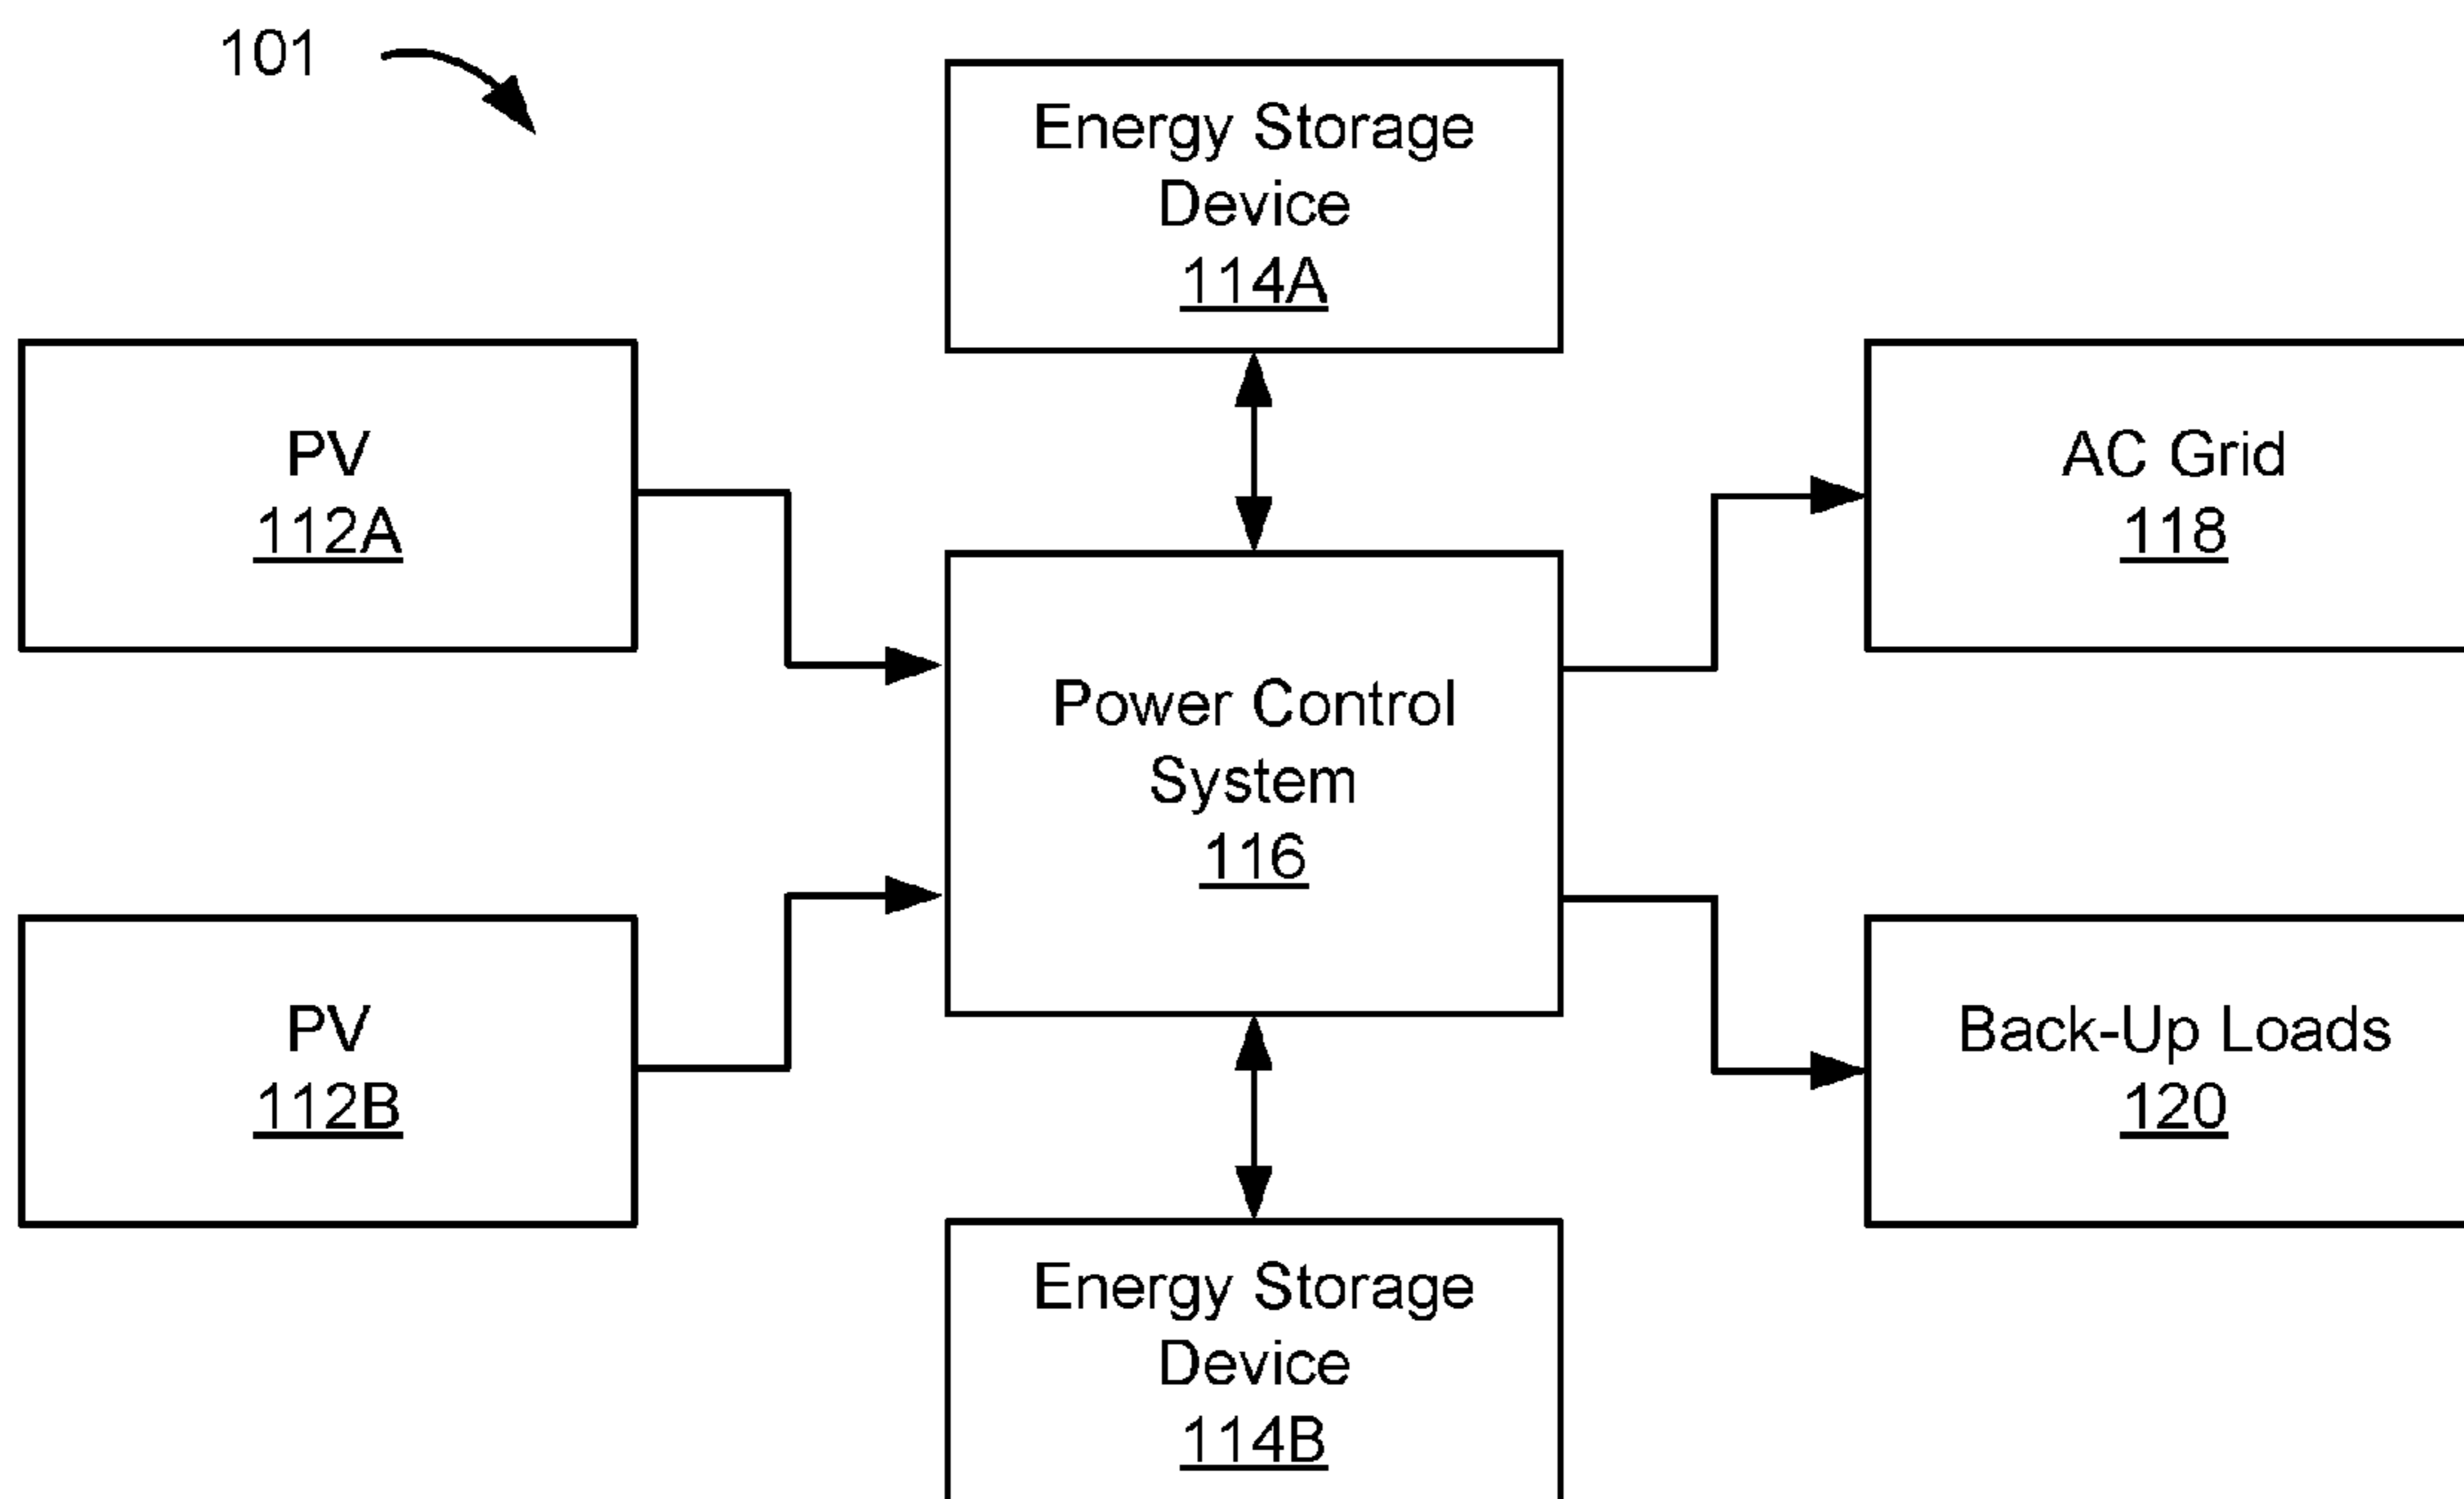 101
Energy Storage
Device
114A
PV
112A
AC Grid
118
Power Control
System
116
PV
112B
Back-Up Loads
120
Energy Storage
Device
114B